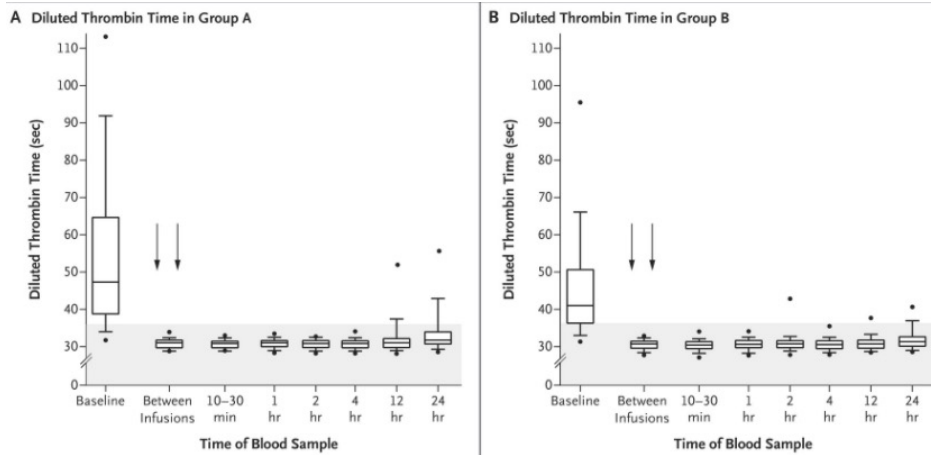 A Diluted Thrombin Time in Group A
Diluted Thrombin Time (sec)
110
100
90
80
70
60
50
40
30
0
Baseline
Between
Infusions
10–30
min
1
hr
2
hr
4
hr
12
hr
24
hr
Time of Blood Sample
B Diluted Thrombin Time in Group B
Diluted Thrombin Time (sec)
110
100
90
80
70
60
50
40
30
0
Baseline
Between
Infusions
10–30
min
1
hr
2
hr
4
hr
12
hr
24
hr
Time of Blood Sample